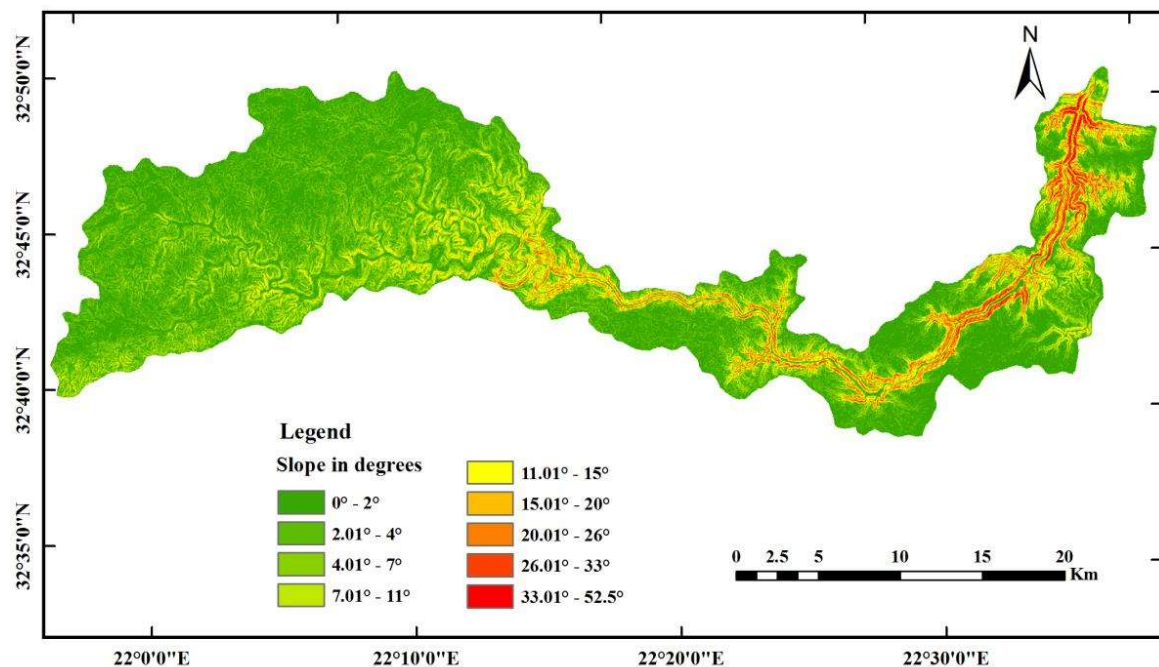 N
32°50'0"N
32°45'0"N
32°40'0"N
32°35'0"N
Legend
Slope in degrees
0° - 2°
2.01° - 4°
4.01° - 7°
7.01° - 11°
11.01° - 15°
15.01° - 20°
20.01° - 26°
26.01° - 33°
33.01° - 52.5°
0 2.5 5 10 15 20
Km
22°0'0"E 22°10'0"E 22°20'0"E 22°30'0"E